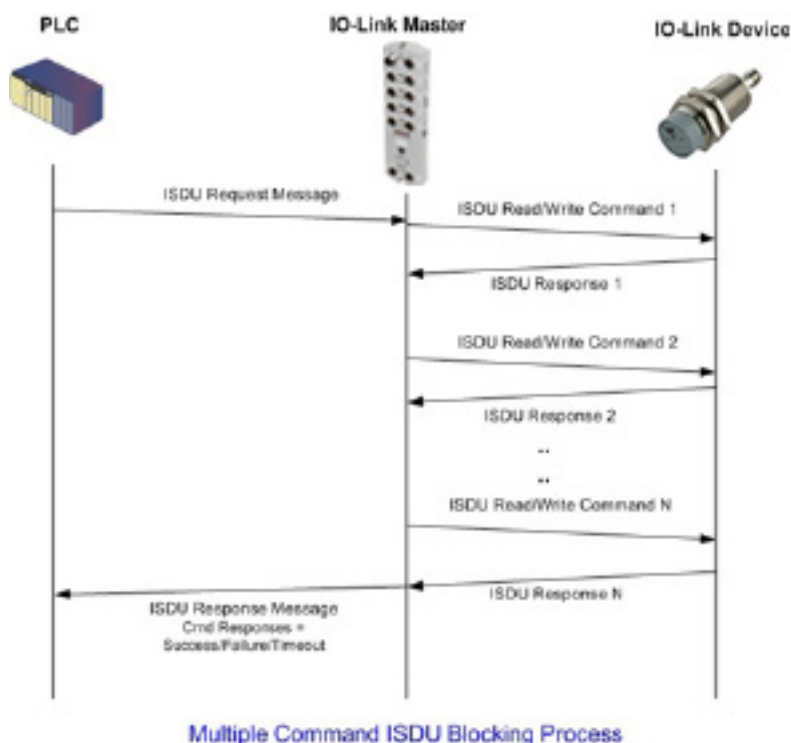 PLC
IO-Link Master
IO-Link Device
ISDU Request Message
ISDU Read/Write Command 1
ISDU Response 1
ISDU Read/Write Command 2
ISDU Response 2
..
..
ISDU Read/Write Command N
ISDU Response N
ISDU Response Message
Cmd Responses =
Success/Failure/Timeout
Multiple Command ISDU Blocking Process